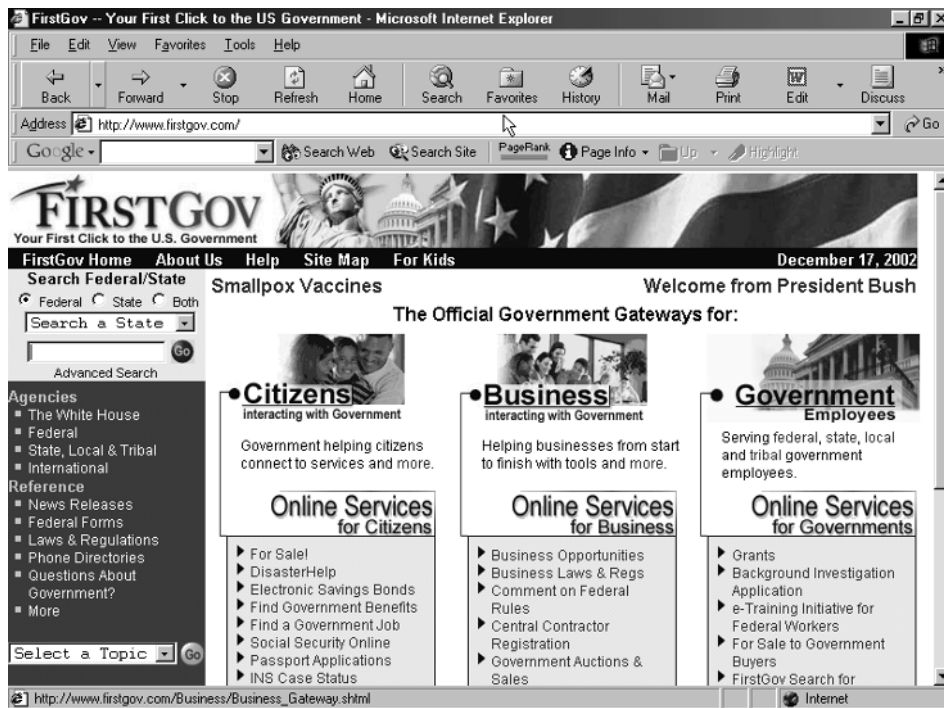 FirstGov -- Your First Click to the US Government - Microsoft Internet Explorer
File Edit View Favorites Tools Help
Back Forward Stop Refresh Home Search Favorites History Mail Print Edit Discuss
Address http://www.firstgov.com/ Go
Google Search Web Search Site PageRank Page Info Up Highlight
FIRSTGOV
Your First Click to the U.S. Government
FirstGov Home About Us Help Site Map For Kids December 17, 2002
Search Federal/State
Federal State Both
Search a State
Go
Advanced Search
Agencies
The White House
Federal
State, Local & Tribal
International
Reference
News Releases
Federal Forms
Laws & Regulations
Phone Directories
Questions About
Government?
More
Select a Topic Go
Smallpox Vaccines Welcome from President Bush
The Official Government Gateways for:
Citizens
interacting with Government
Government helping citizens
connect to services and more.
Online Services
for Citizens
For Sale!
DisasterHelp
Electronic Savings Bonds
Find Government Benefits
Find a Government Job
Social Security Online
Passport Applications
INS Case Status
Business
interacting with Government
Helping businesses from start
to finish with tools and more.
Online Services
for Business
Business Opportunities
Business Laws & Regs
Comment on Federal
Rules
Central Contractor
Registration
Government Auctions &
Sales
Government
Employees
Serving federal, state, local
and tribal government
employees.
Online Services
for Governments
Grants
Background Investigation
Application
e-Training Initiative for
Federal Workers
For Sale to Government
Buyers
FirstGov Search for
http://www.firstgov.com/Business/Business_Gateway.shtml Internet